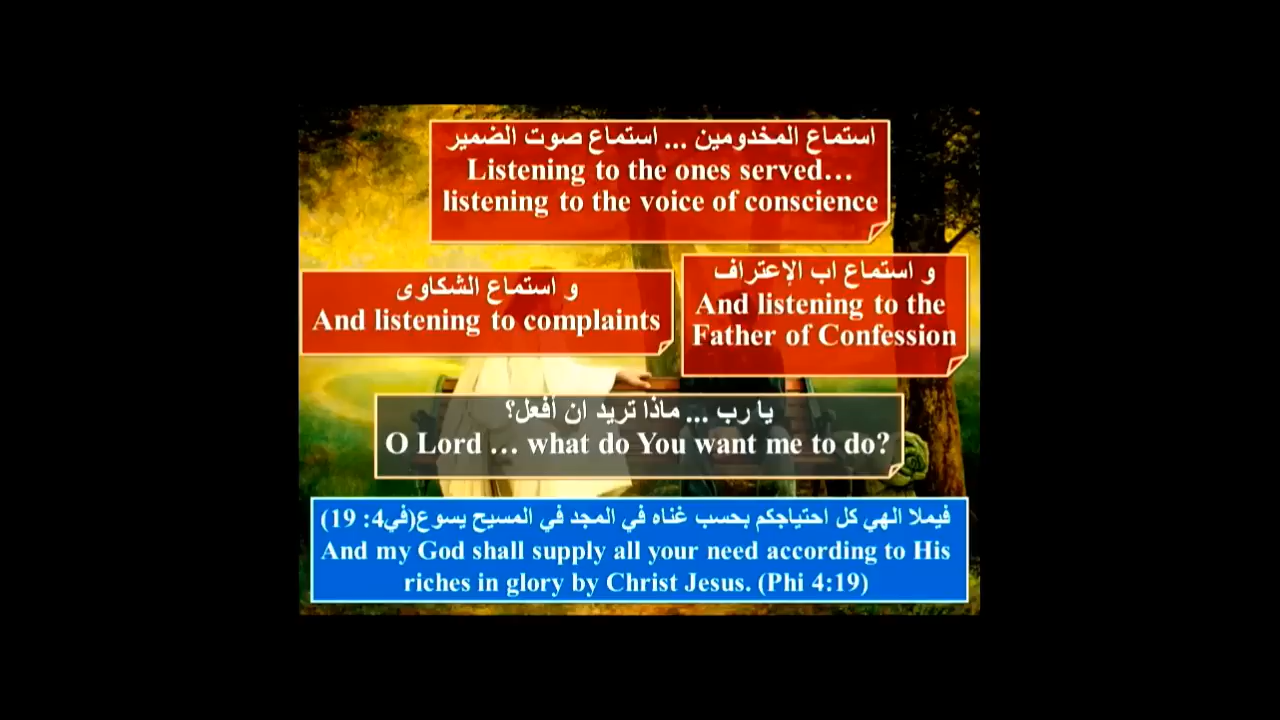 استماع المخدومين ... استماع صوت الضمير
Listening to the ones served…
listening to the voice of conscience
و استماع اب الإعتراف
And listening to the
Father of Confession
و استماع الشكاوى
And listening to complaints
يا رب ... ماذا تريد ان أفعل؟
O Lord … what do You want me to do?
فيملا الهي كل احتياجكم بحسب غناه في المجد في المسيح يسوع(في4: 19)
And my God shall supply all your need according to His
riches in glory by Christ Jesus. (Phi 4:19)